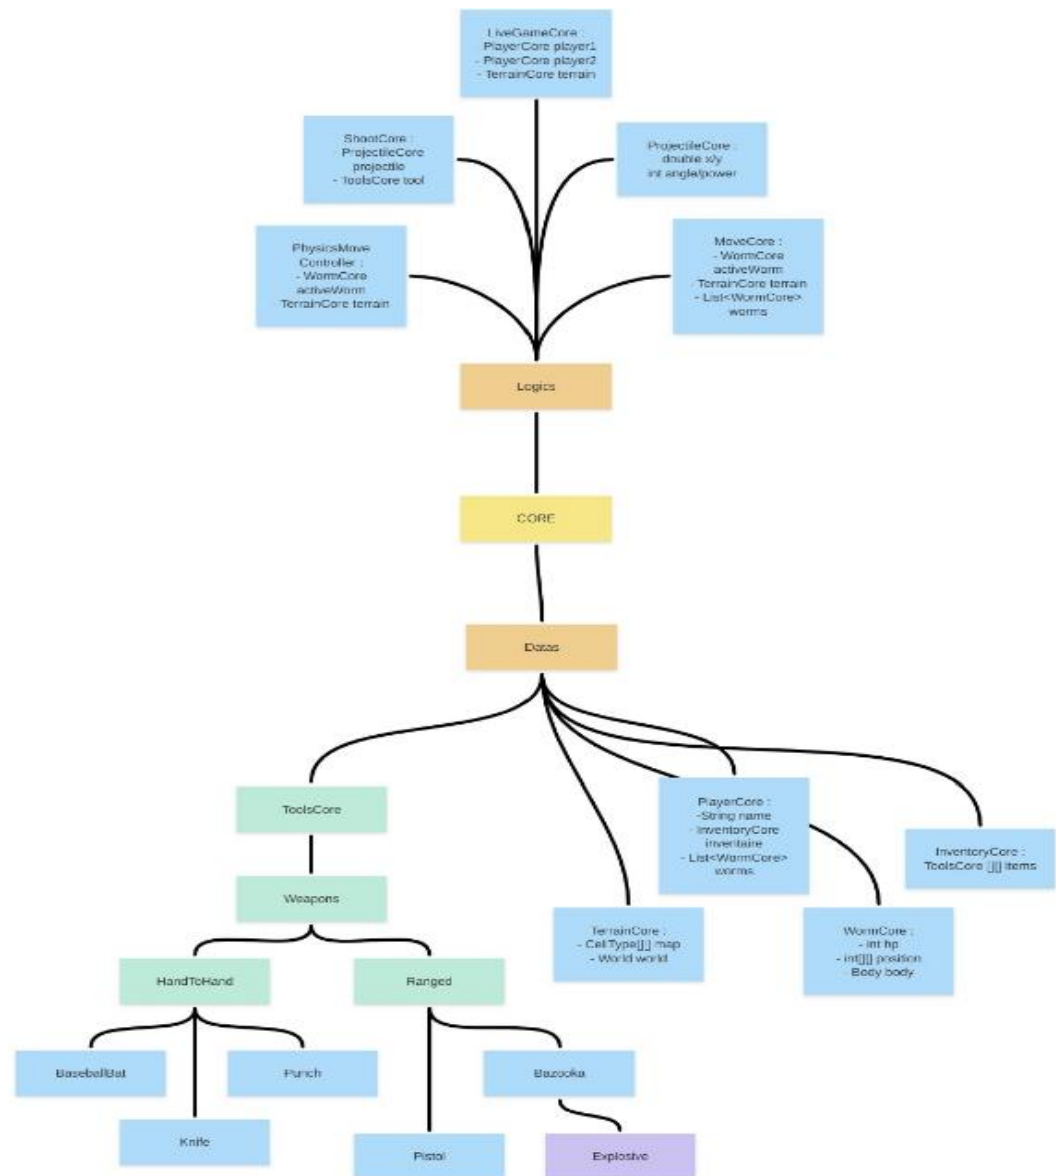 LiveGameCore :
PlayerCore player1
- PlayerCore player2
- TerrainCore terrain
ShootCore :
- ProjectileCore
projectile
- ToolsCore tool
ProjectileCore :
double x/y
int angle/power
PhysicsMove
Controller :
- WormCore
activeWorm
TerrainCore terrain
MoveCore :
- WormCore
activeWorm
TerrainCore terrain
- List<WormCore>
worms
Logics
CORE
Datas
ToolsCore
PlayerCore :
-String name
- InventoryCore
inventaire
- List<WormCore>
worms
InventoryCore :
ToolsCore [][] items
Weapons
TerrainCore :
- CellType[][] map
- World world
WormCore :
- int hp
- int[][] position
- Body body
HandToHand
Ranged
BaseballBat
Punch
Bazooka
Knife
Pistol
Explosive